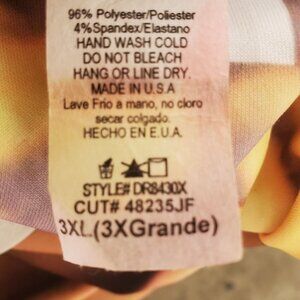 96% Polyester/Poliester
4%Spandex/Elastano
HAND WASH COLD
DO NOT BLEACH
HANG OR LINE DRY.
MADE IN U.S.A
Lave Frio a mano, no cloro
secar colgado.
HECHO EN E.U.A.
STYLE# DR8430X
CUT# 48235JF
3XL.(3XGrande)